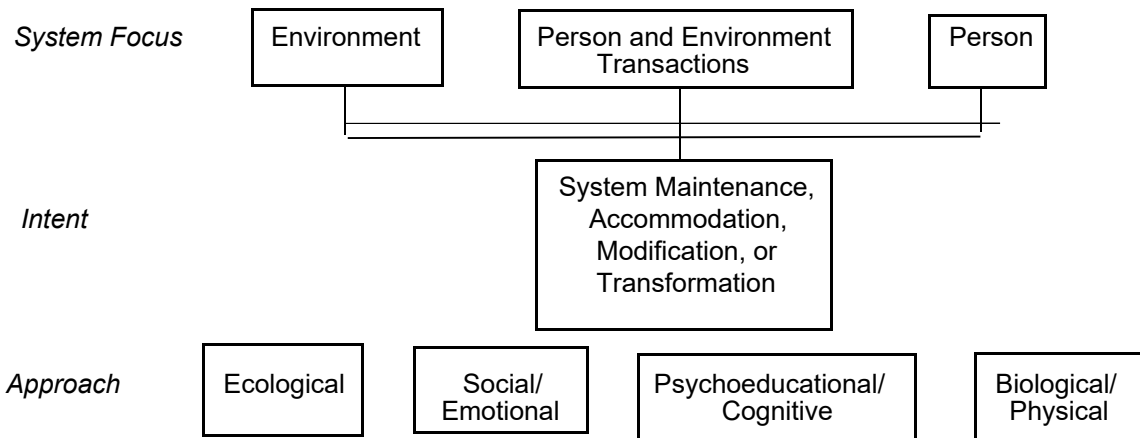 System Focus
Environment
Person and Environment
Transactions
Person
Intent
System Maintenance,
Accommodation,
Modification, or
Transformation
Approach
Ecological
Social/
Emotional
Psychoeducational/
Cognitive
Biological/
Physical